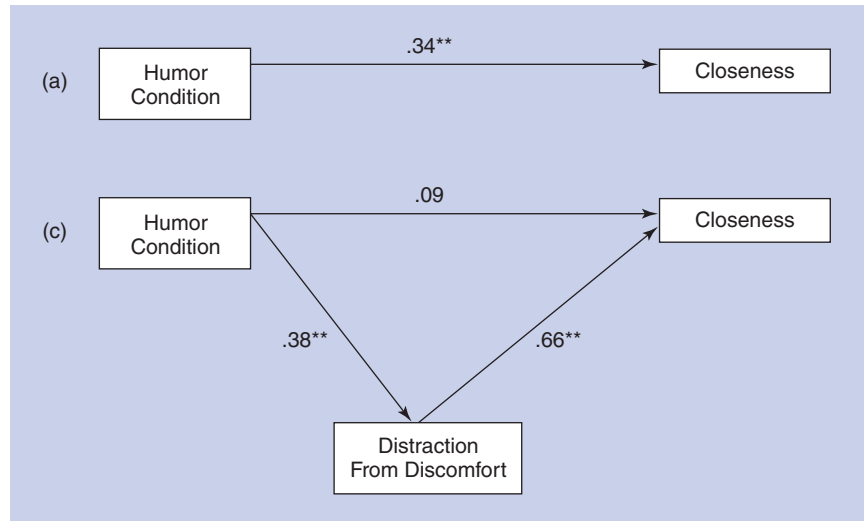 .34**
(a)
Humor
Condition
Closeness
.09
(c)
Humor
Condition
Closeness
.38**
.66**
Distraction
From Discomfort